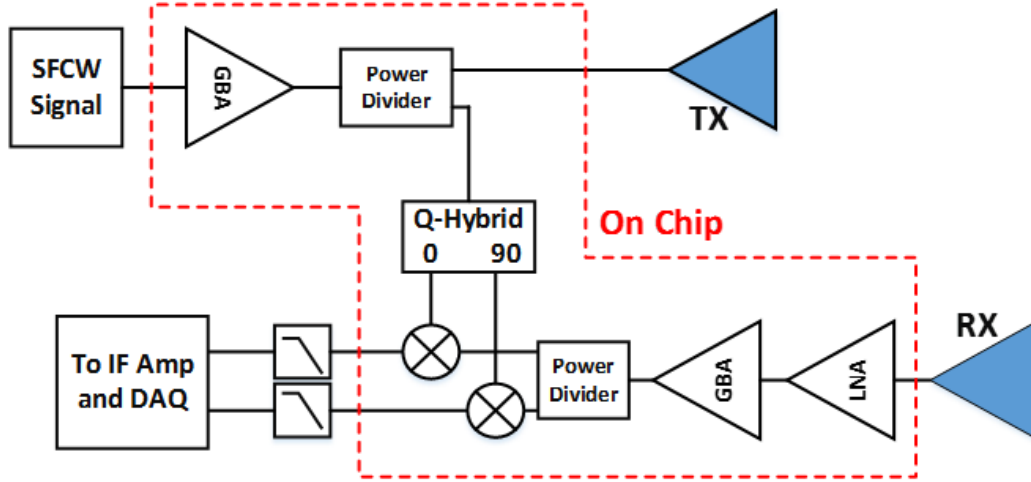 SFCW
Signal
GBA
Power
Divider
TX
Q-Hybrid
0 90
On Chip
To IF Amp
and DAQ
Power
Divider
GBA
LNA
RX